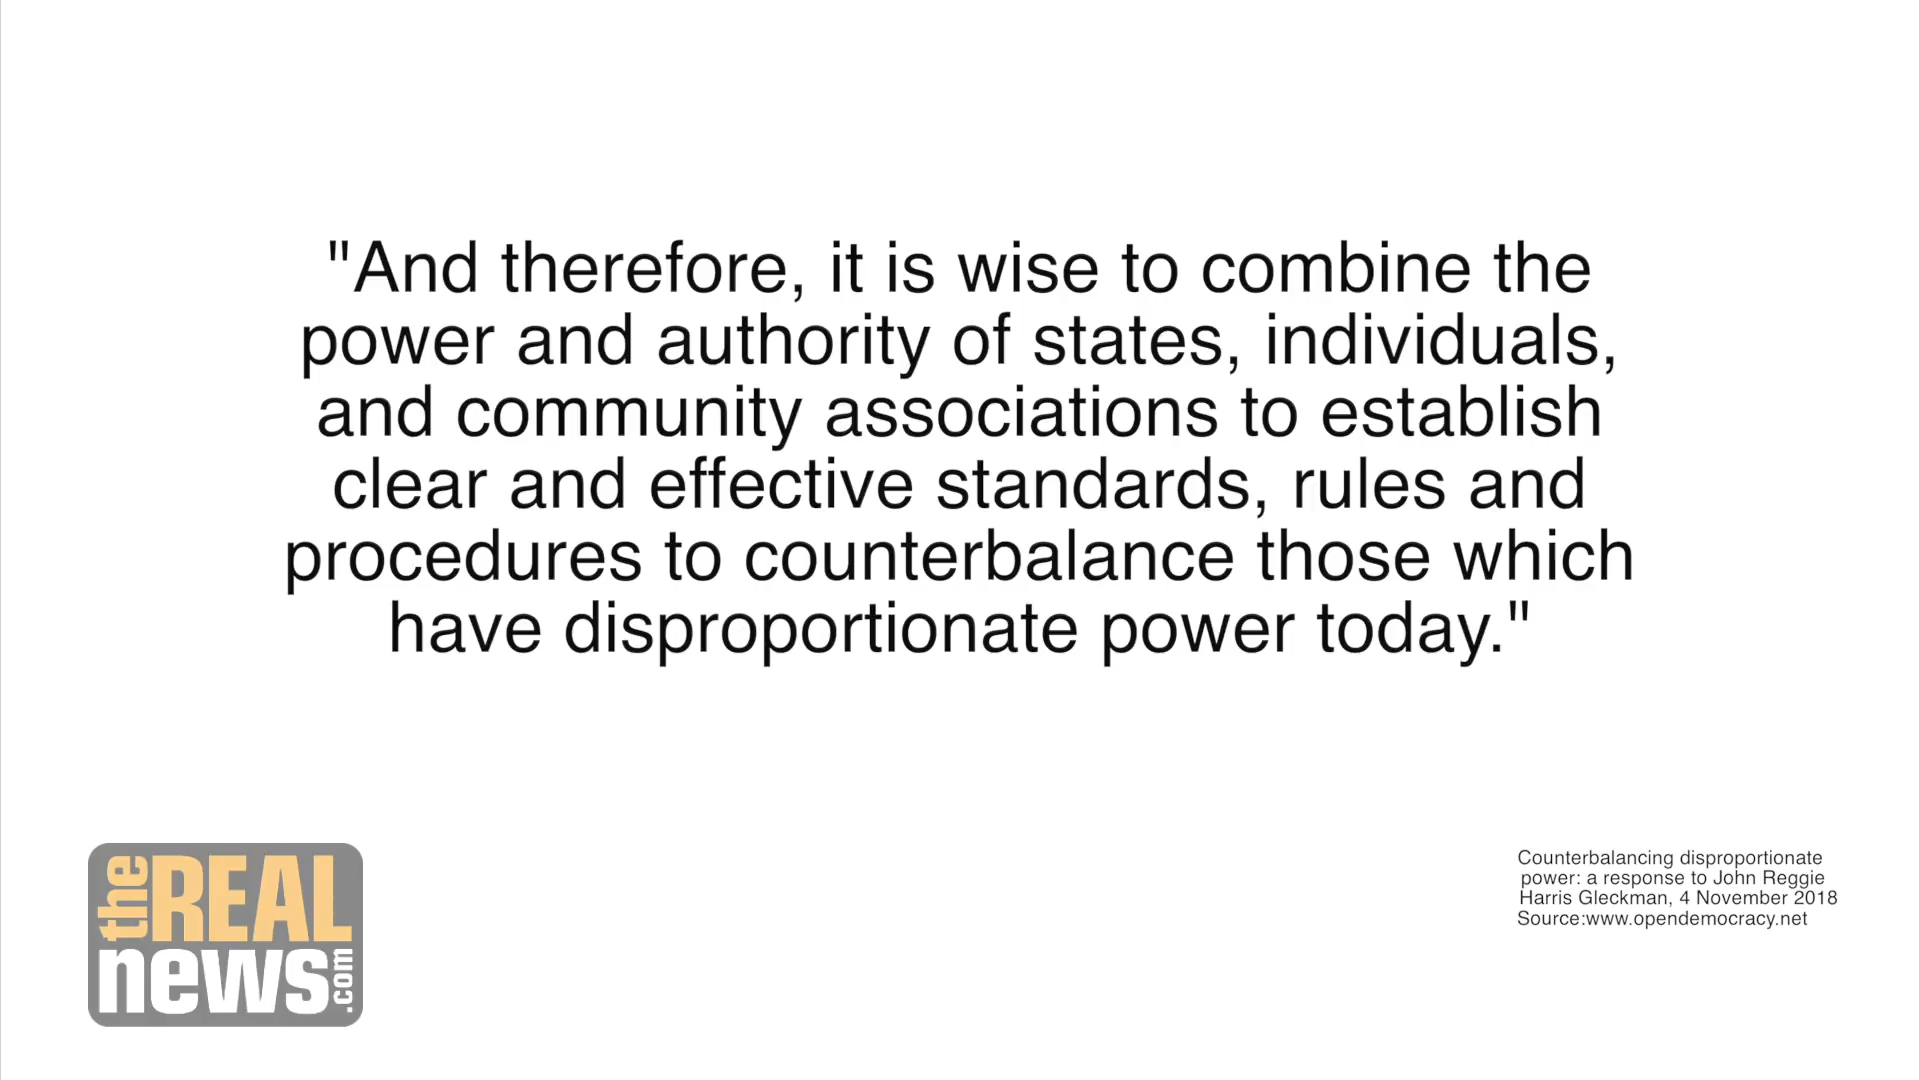 "And therefore, it is wise to combine the
power and authority of states, individuals,
and community associations to establish
clear and effective standards, rules and
procedures to counterbalance those which
have disproportionate power today."
the REAL
news.com
Counterbalancing disproportionate
power: a response to John Reggie
Harris Gleckman, 4 November 2018
Source:www.opendemocracy.net